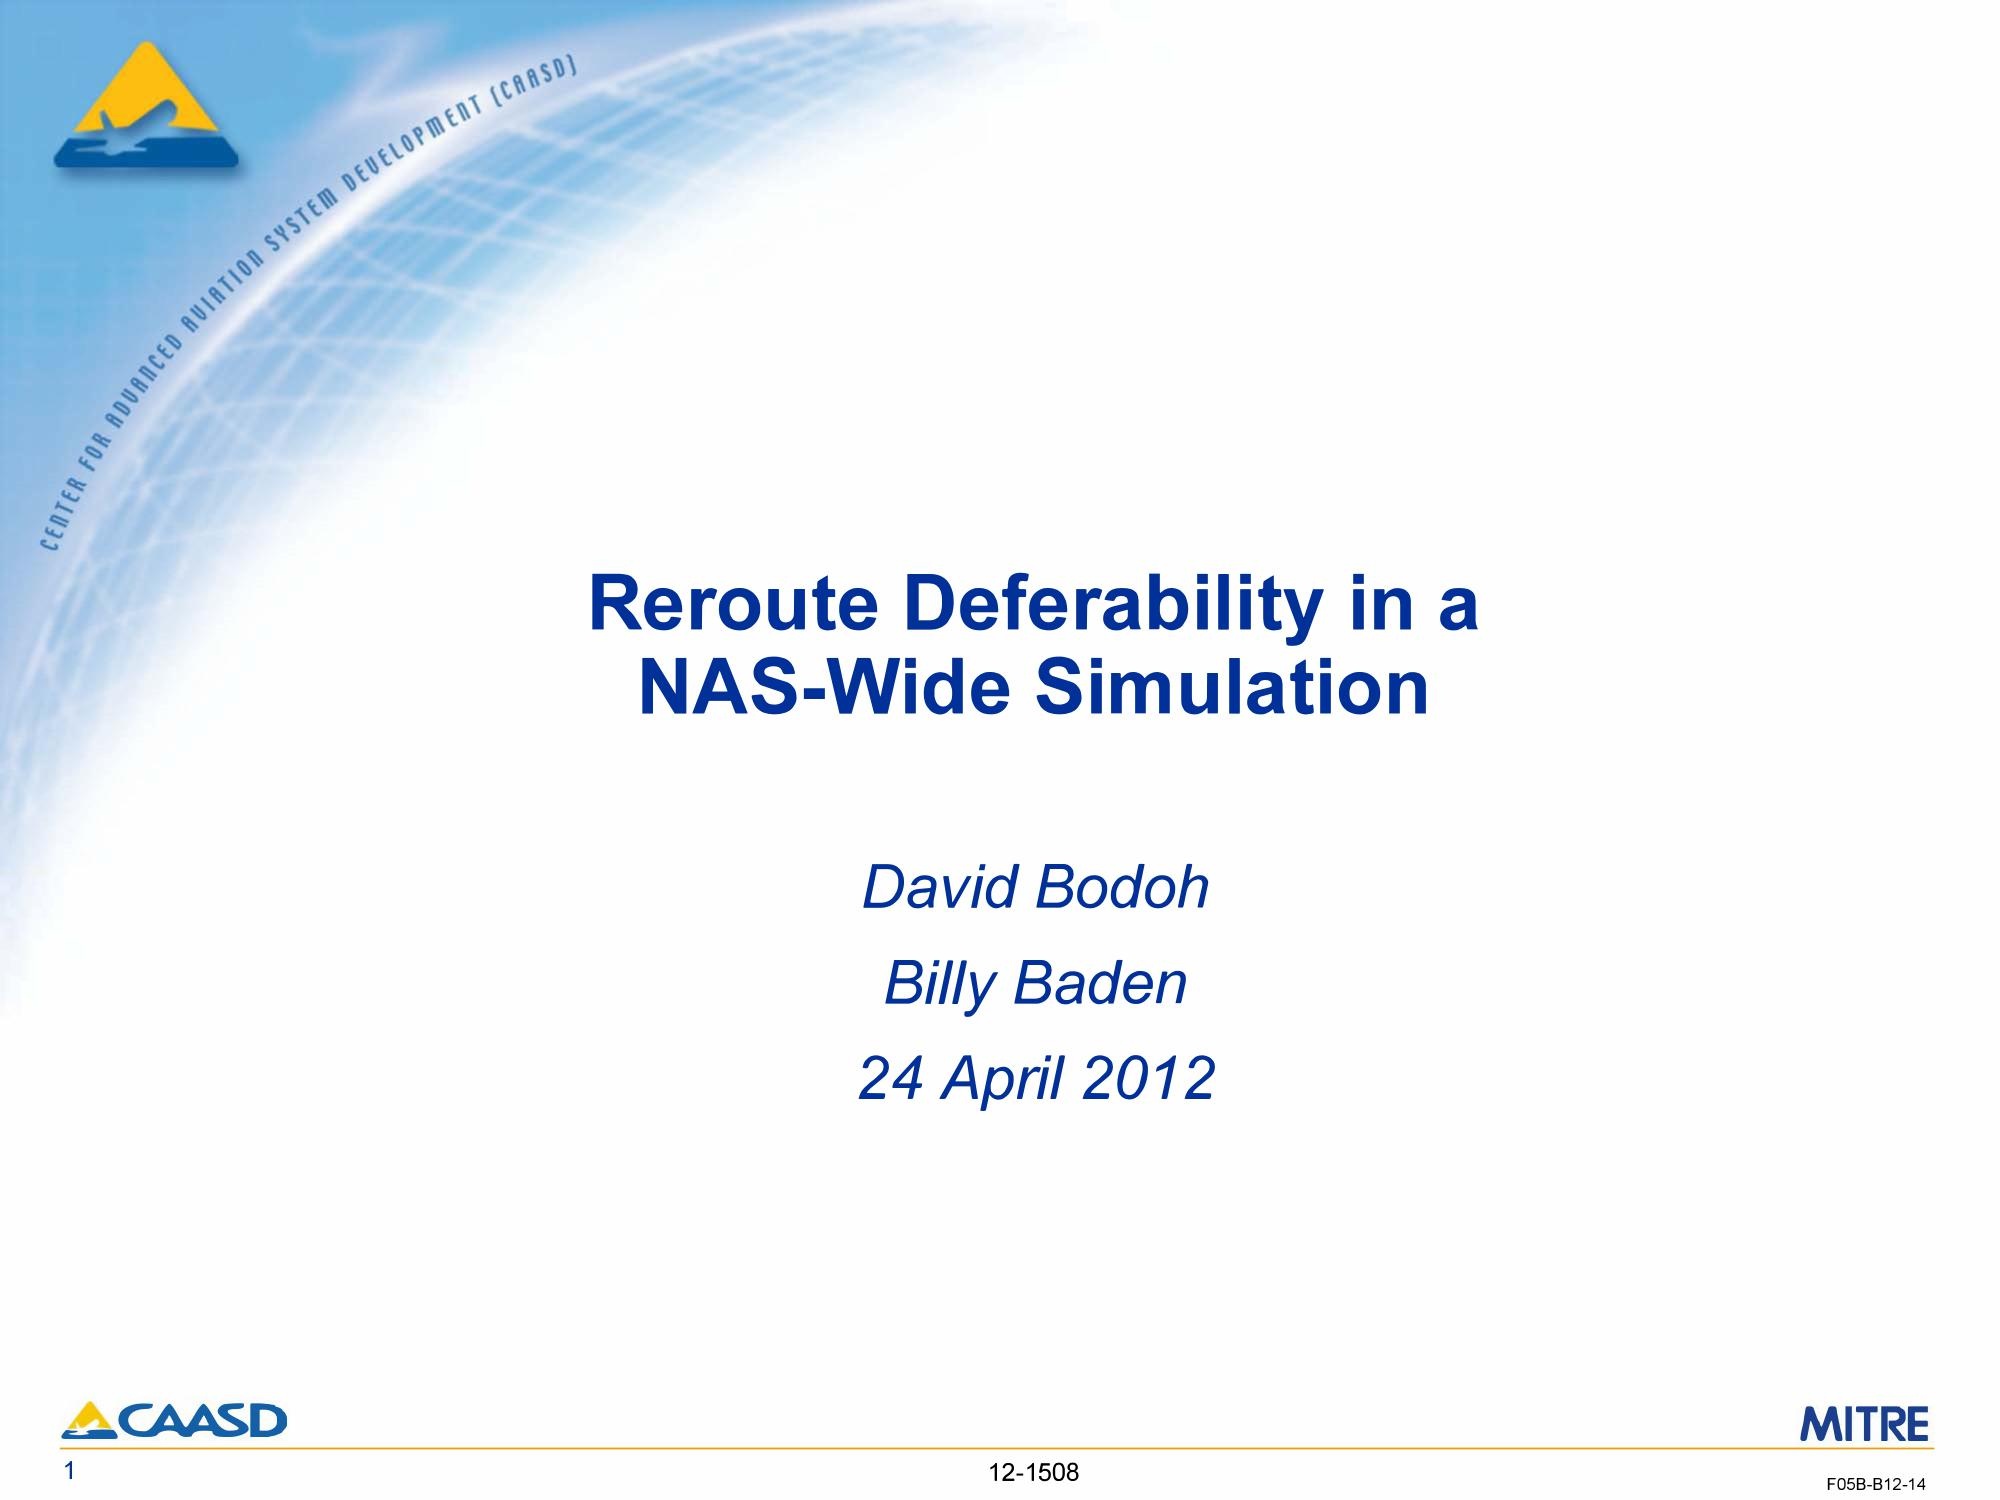 CENTER FOR ADVANCED AVIATION SYSTEM DEVELOPMENT (CAASD)
Reroute Deferability in a
NAS-Wide Simulation
David Bodoh
Billy Baden
24 April 2012
CAASD
MITRE
1
12-1508
F05B-B12-14